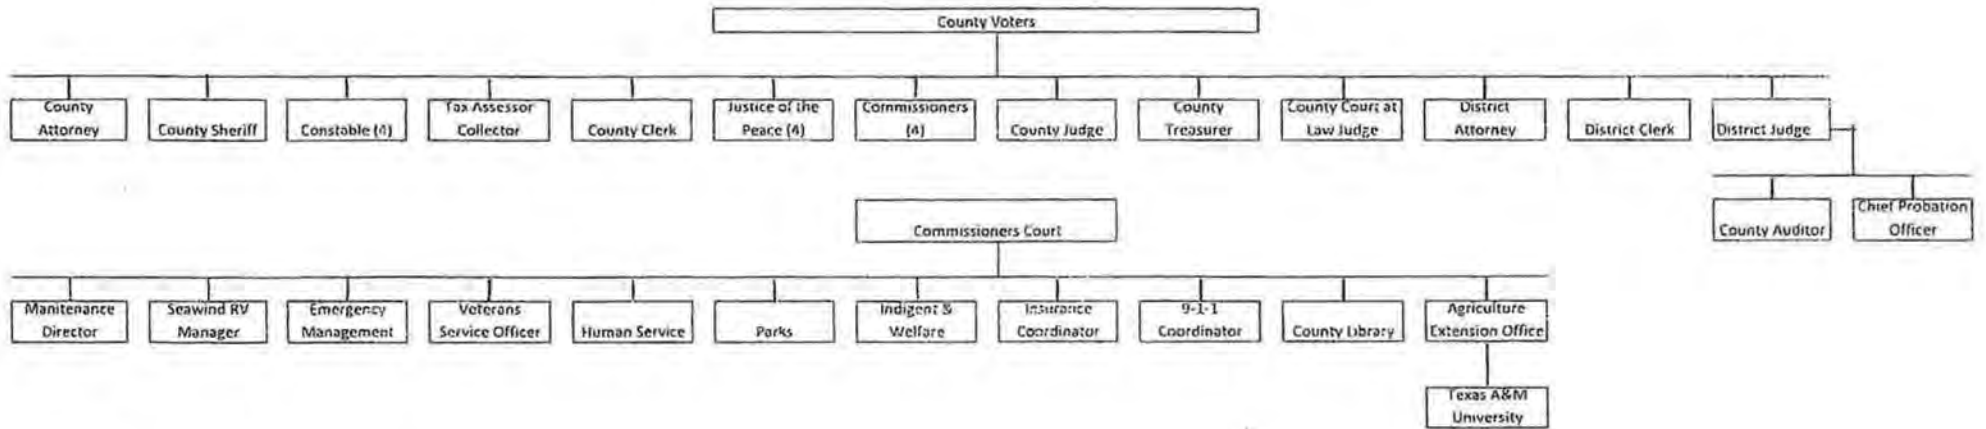 County Voters
County Attorney
County Sheriff
Constable (4)
Tax Assessor Collector
County Clerk
Justice of the Peace (4)
Commissioners (4)
County Judge
County Treasurer
County Court at Law Judge
District Attorney
District Clerk
District Judge
County Auditor
Chief Probation Officer
Commissioners Court
Manitenance Director
Seawind RV Manager
Emergency Management
Veterans Service Officer
Human Service
Parks
Indigent & Welfare
Insurance Coordinator
9-1-1 Coordinator
County Library
Agriculture Extension Office
Texas A&M University